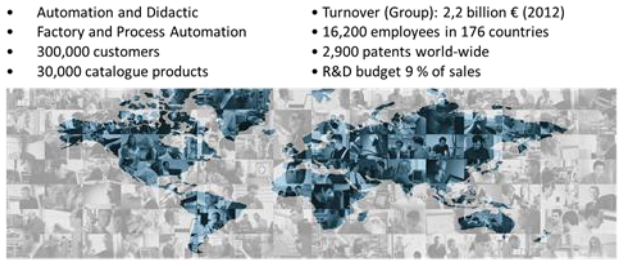 • Automation and Didactic
• Factory and Process Automation
• 300,000 customers
• 30,000 catalogue products
• Turnover (Group): 2,2 billion € (2012)
• 16,200 employees in 176 countries
• 2,900 patents world-wide
• R&D budget 9 % of sales